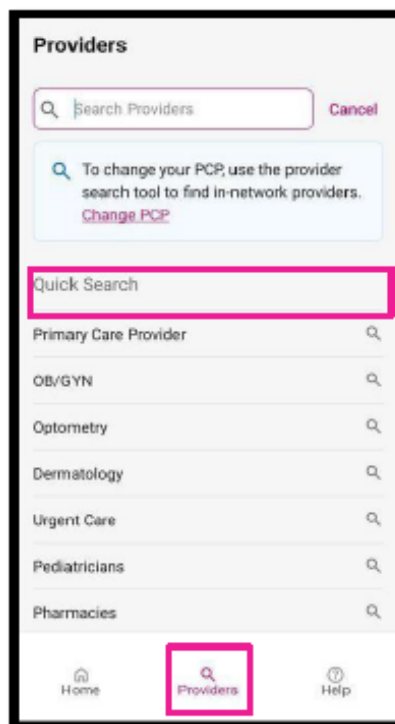 Providers
Search Providers
Cancel
To change your PCP, use the provider
search tool to find in-network providers.
Change PCP
Quick Search
Primary Care Provider
OB/GYN
Optometry
Dermatology
Urgent Care
Pediatricians
Pharmacies
Home
Providers
Help